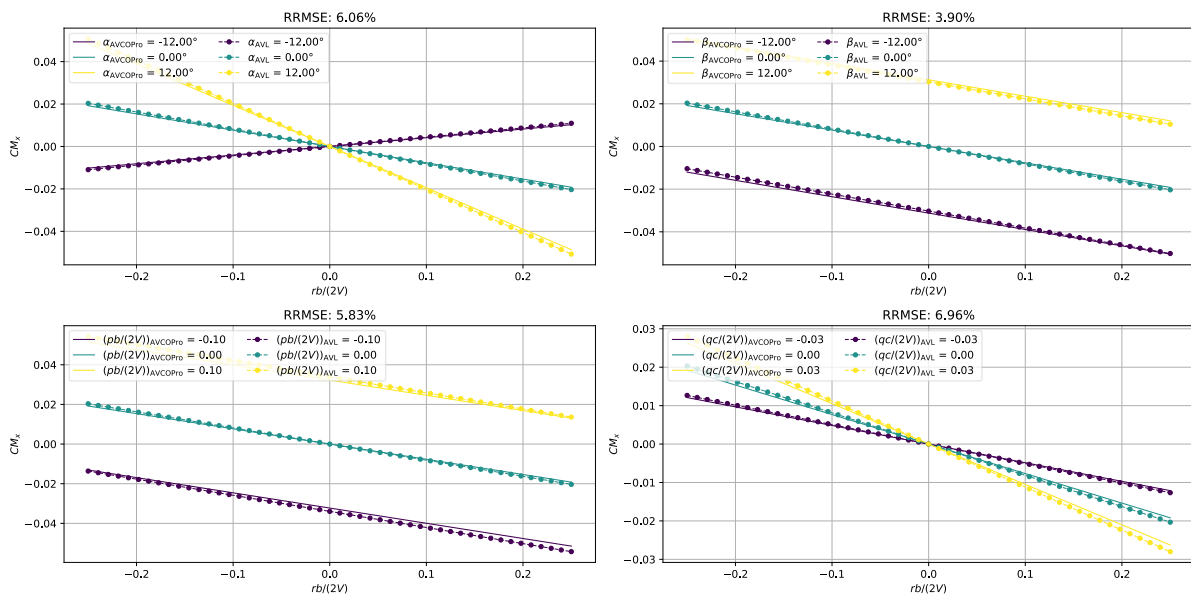 RRMSE: 6.06%
α_AVCOPro = -12.00° α_AVL = -12.00°
α_AVCOPro = 0.00° α_AVL = 0.00°
α_AVCOPro = 12.00° α_AVL = 12.00°
0.04
0.02
0.00
−0.02
−0.04
CM_x
−0.2 −0.1 0.0 0.1 0.2
rb/(2V)
RRMSE: 3.90%
β_AVCOPro = -12.00° β_AVL = -12.00°
β_AVCOPro = 0.00° β_AVL = 0.00°
β_AVCOPro = 12.00° β_AVL = 12.00°
0.04
0.02
0.00
−0.02
−0.04
CM_x
−0.2 −0.1 0.0 0.1 0.2
rb/(2V)
RRMSE: 5.83%
(pb/(2V))_AVCOPro = -0.10 (pb/(2V))_AVL = -0.10
(pb/(2V))_AVCOPro = 0.00 (pb/(2V))_AVL = 0.00
(pb/(2V))_AVCOPro = 0.10 (pb/(2V))_AVL = 0.10
0.04
0.02
0.00
−0.02
−0.04
CM_x
−0.2 −0.1 0.0 0.1 0.2
rb/(2V)
RRMSE: 6.96%
(qc/(2V))_AVCOPro = -0.03 (qc/(2V))_AVL = -0.03
(qc/(2V))_AVCOPro = 0.00 (qc/(2V))_AVL = 0.00
(qc/(2V))_AVCOPro = 0.03 (qc/(2V))_AVL = 0.03
0.03
0.02
0.01
0.00
−0.01
−0.02
−0.03
CM_x
−0.2 −0.1 0.0 0.1 0.2
rb/(2V)